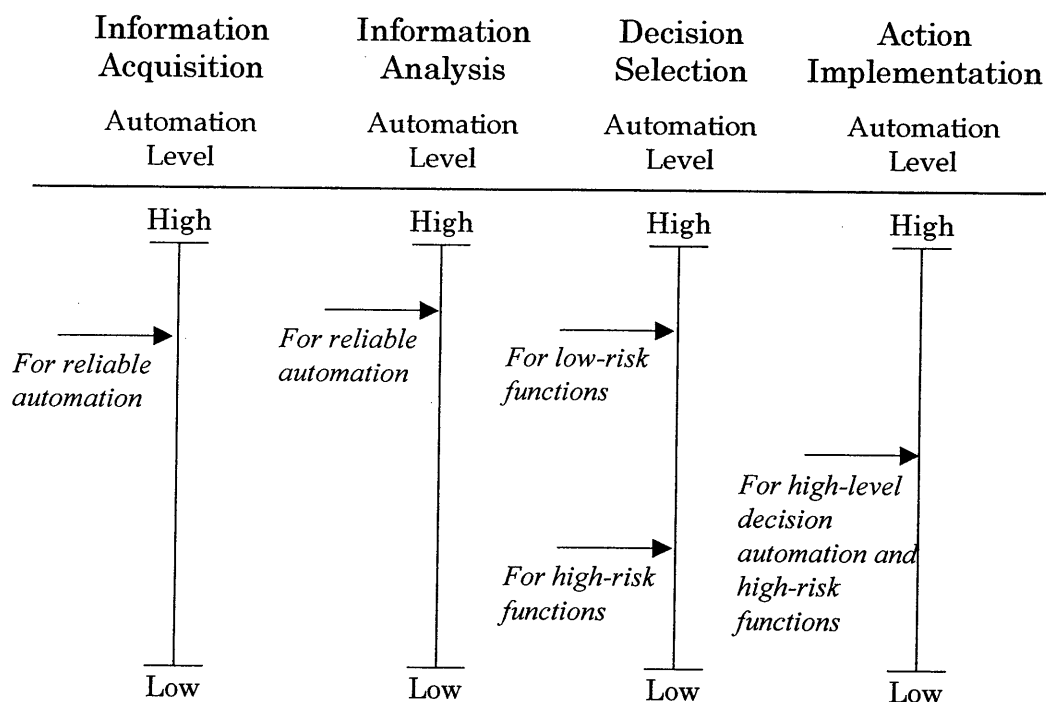 Information
Acquisition
Information
Analysis
Decision
Selection
Action
Implementation
Automation
Level
Automation
Level
Automation
Level
Automation
Level
High
High
High
High
For reliable
automation
For reliable
automation
For low-risk
functions
For high-risk
functions
For high-level
decision
automation and
high-risk
functions
Low
Low
Low
Low